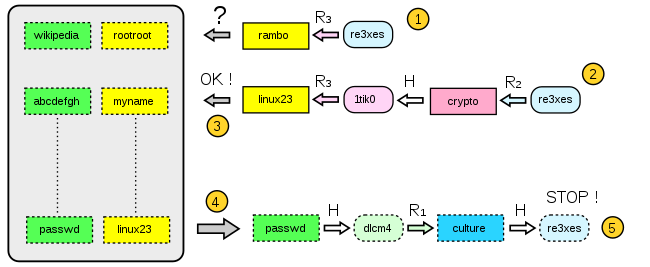 wikipedia rootroot
? rambo R₃ re3xes 1
abcdefgh myname
OK ! linux23 R₃ 1tik0 H crypto R₂ re3xes 2
3
passwd linux23
4 passwd H dlcm4 R₁ culture H re3xes 5
STOP !